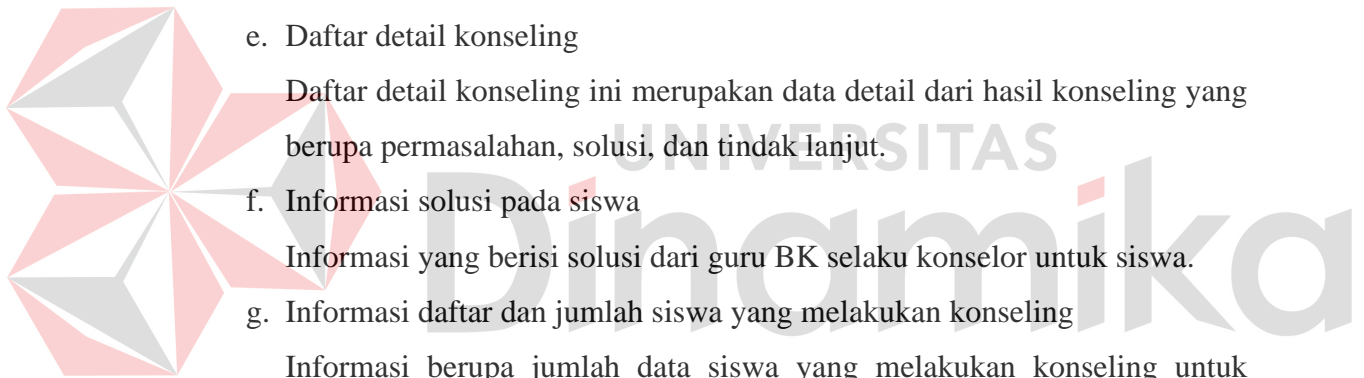 e. Daftar detail konseling
Daftar detail konseling ini merupakan data detail dari hasil konseling yang
berupa permasalahan, solusi, dan tindak lanjut.
UNIVERSITAS
Dinamika
f. Informasi solusi pada siswa
Informasi yang berisi solusi dari guru BK selaku konselor untuk siswa.
g. Informasi daftar dan jumlah siswa yang melakukan konseling
Informasi berupa jumlah data siswa yang melakukan konseling untuk